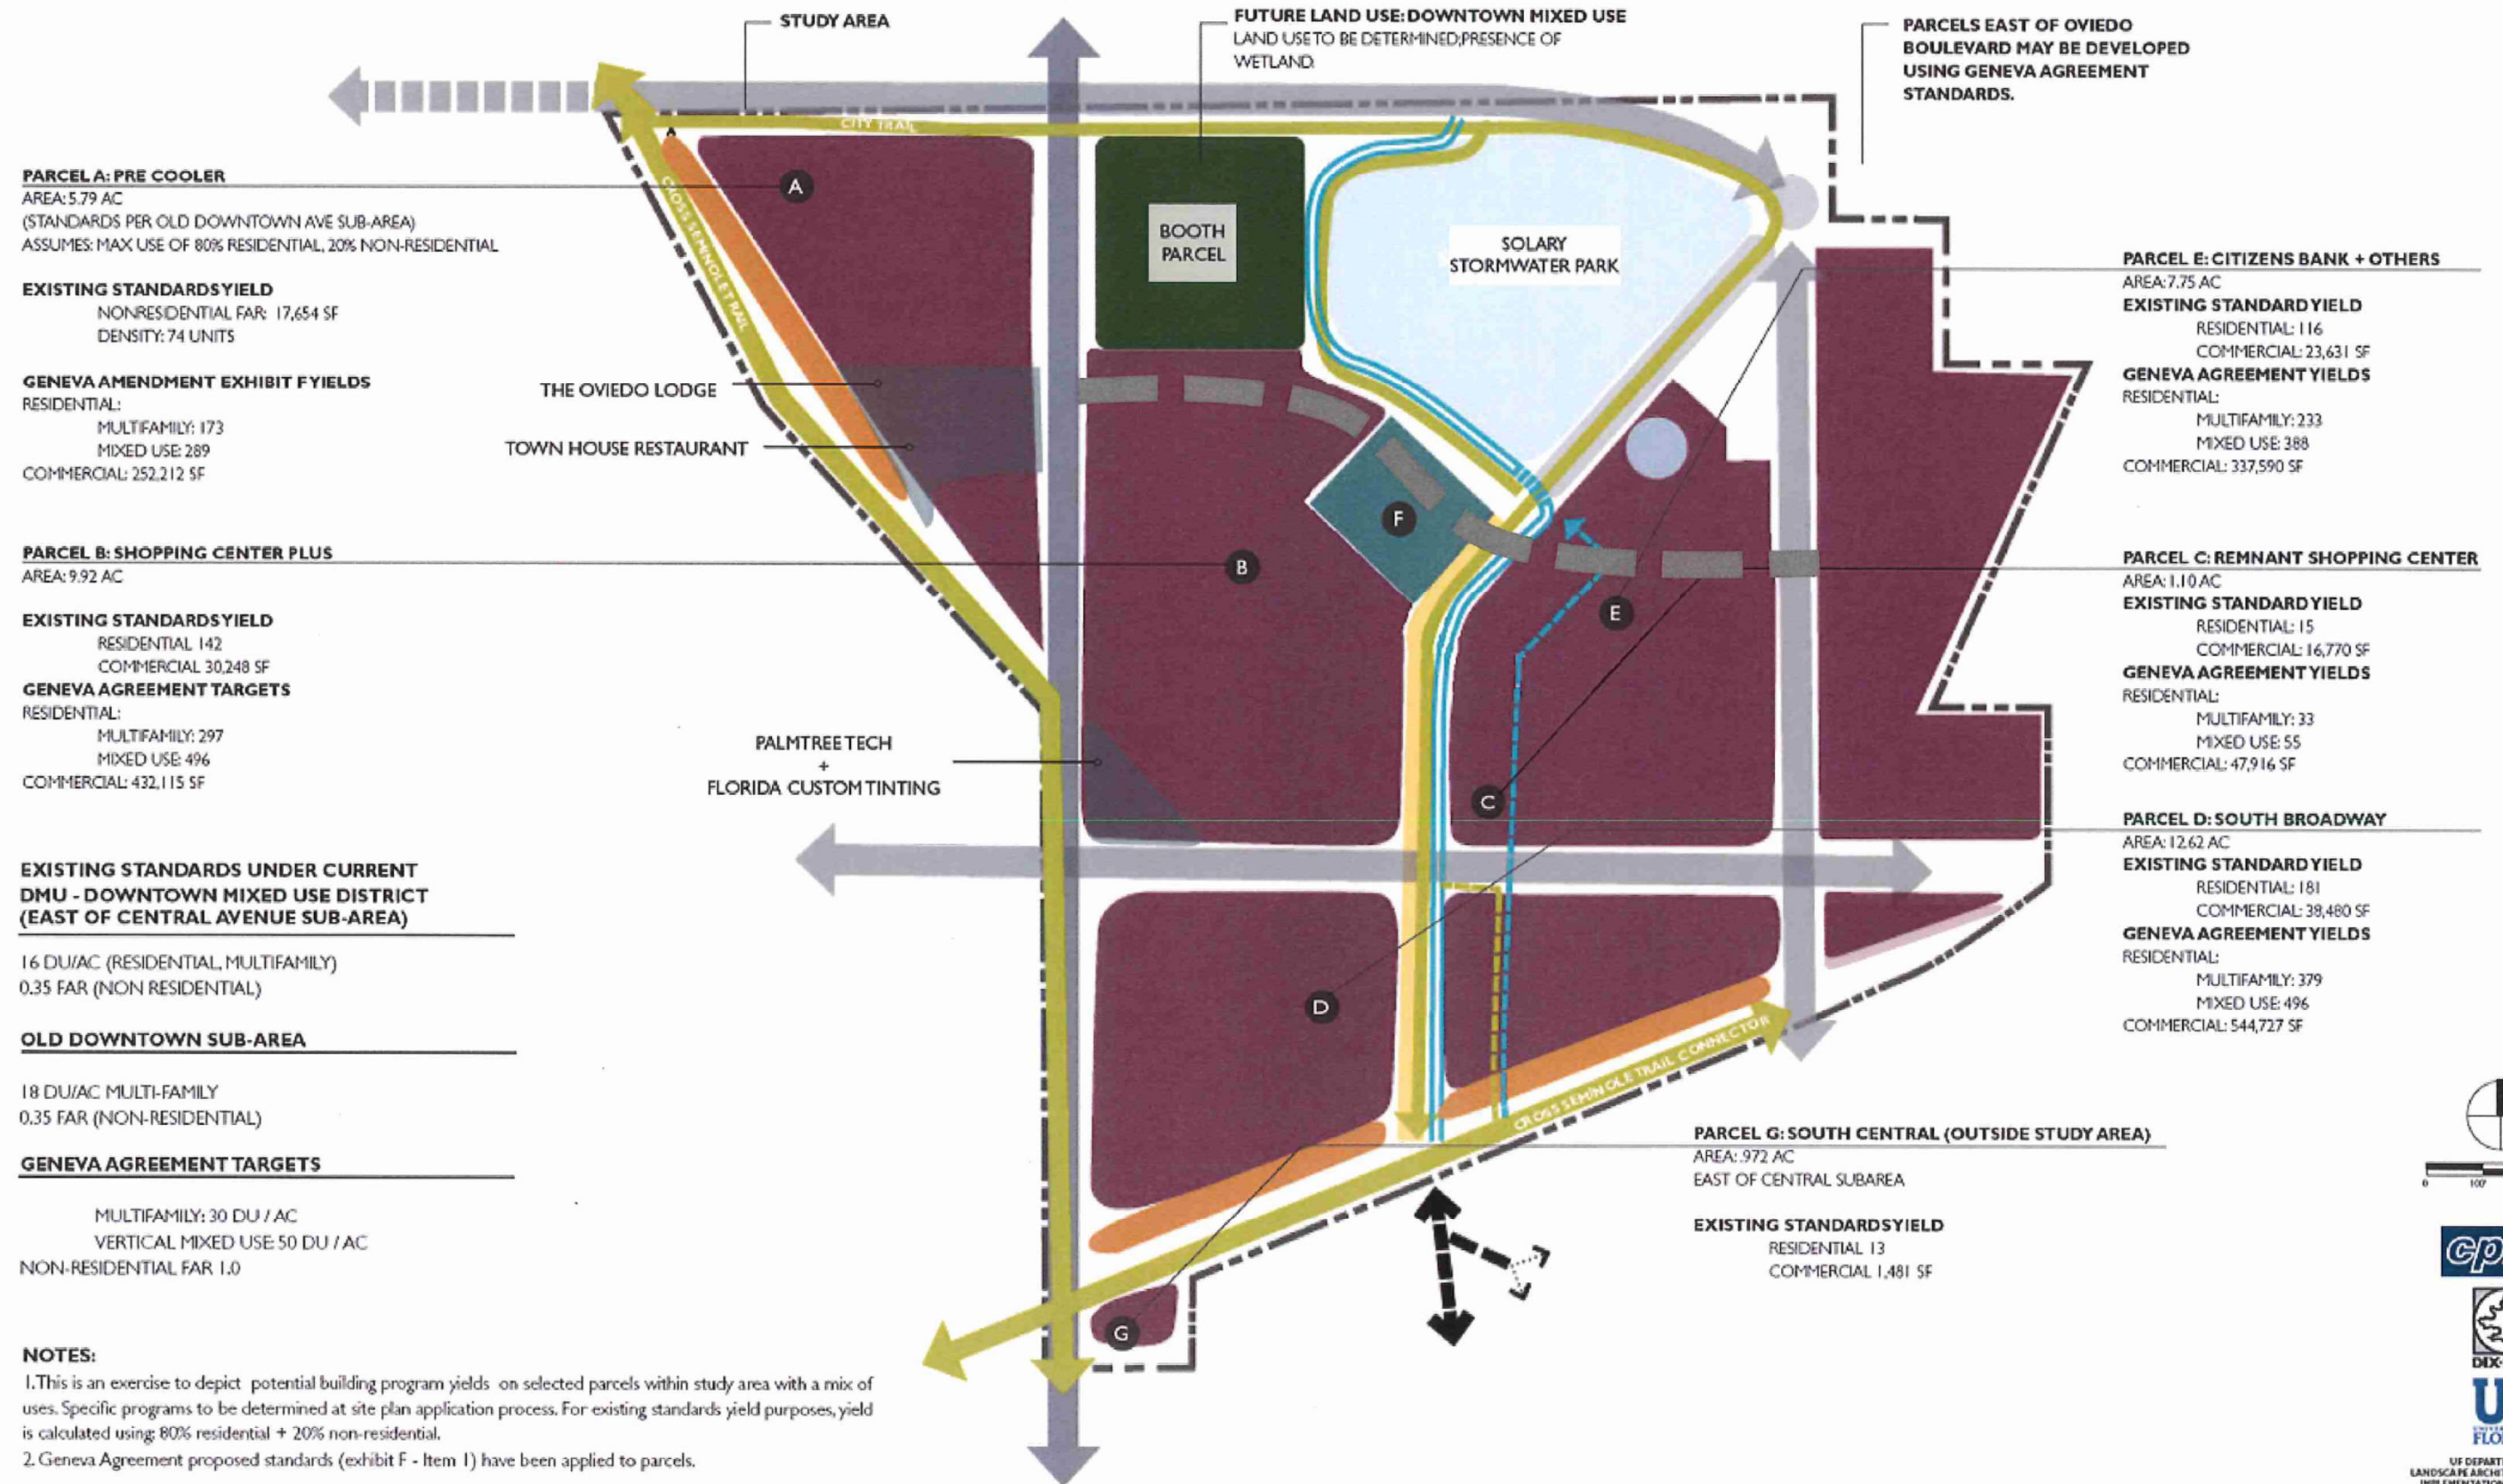 STUDY AREA
FUTURE LAND USE: DOWNTOWN MIXED USE
LAND USE TO BE DETERMINED; PRESENCE OF
WETLAND.
PARCELS EAST OF OVIEDO
BOULEVARD MAY BE DEVELOPED
USING GENEVA AGREEMENT
STANDARDS.
CITY TRAIL
CROSS SEMINOLE TRAIL
PARCEL A: PRE COOLER
AREA: 5.79 AC
(STANDARDS PER OLD DOWNTOWN AVE SUB-AREA)
ASSUMES: MAX USE OF 80% RESIDENTIAL, 20% NON-RESIDENTIAL
EXISTING STANDARDS YIELD
NONRESIDENTIAL FAR: 17,654 SF
DENSITY: 74 UNITS
GENEVA AMENDMENT EXHIBIT F YIELDS
RESIDENTIAL:
MULTIFAMILY: 173
MIXED USE: 289
COMMERCIAL: 252,212 SF
PARCEL B: SHOPPING CENTER PLUS
AREA: 9.92 AC
EXISTING STANDARDS YIELD
RESIDENTIAL 142
COMMERCIAL 30,248 SF
GENEVA AGREEMENT TARGETS
RESIDENTIAL:
MULTIFAMILY: 297
MIXED USE: 496
COMMERCIAL: 432,115 SF
EXISTING STANDARDS UNDER CURRENT
DMU - DOWNTOWN MIXED USE DISTRICT
(EAST OF CENTRAL AVENUE SUB-AREA)
16 DU/AC (RESIDENTIAL, MULTIFAMILY)
0.35 FAR (NON RESIDENTIAL)
OLD DOWNTOWN SUB-AREA
18 DU/AC MULTI-FAMILY
0.35 FAR (NON-RESIDENTIAL)
GENEVA AGREEMENT TARGETS
MULTIFAMILY: 30 DU / AC
VERTICAL MIXED USE: 50 DU / AC
NON-RESIDENTIAL FAR 1.0
NOTES:
1. This is an exercise to depict potential building program yields on selected parcels within study area with a mix of
uses. Specific programs to be determined at site plan application process. For existing standards yield purposes, yield
is calculated using: 80% residential + 20% non-residential.
2. Geneva Agreement proposed standards (exhibit F - Item 1) have been applied to parcels.
A
BOOTH
PARCEL
SOLARY
STORMWATER PARK
THE OVIEDO LODGE
TOWN HOUSE RESTAURANT
F
B
E
PALMTREE TECH
+
FLORIDA CUSTOM TINTING
C
D
CROSS SEMINOLE TRAIL CONNECTOR
G
PARCEL E: CITIZENS BANK + OTHERS
AREA: 7.75 AC
EXISTING STANDARD YIELD
RESIDENTIAL: 116
COMMERCIAL: 23,631 SF
GENEVA AGREEMENT YIELDS
RESIDENTIAL:
MULTIFAMILY: 233
MIXED USE: 388
COMMERCIAL: 337,590 SF
PARCEL C: REMNANT SHOPPING CENTER
AREA: 1.10 AC
EXISTING STANDARD YIELD
RESIDENTIAL: 15
COMMERCIAL: 16,770 SF
GENEVA AGREEMENT YIELDS
RESIDENTIAL:
MULTIFAMILY: 33
MIXED USE: 55
COMMERCIAL: 47,916 SF
PARCEL D: SOUTH BROADWAY
AREA: 12.62 AC
EXISTING STANDARD YIELD
RESIDENTIAL: 181
COMMERCIAL: 38,480 SF
GENEVA AGREEMENT YIELDS
RESIDENTIAL:
MULTIFAMILY: 379
MIXED USE: 496
COMMERCIAL: 544,727 SF
PARCEL G: SOUTH CENTRAL (OUTSIDE STUDY AREA)
AREA: .972 AC
EAST OF CENTRAL SUBAREA
EXISTING STANDARDS YIELD
RESIDENTIAL 13
COMMERCIAL 1,481 SF
0 100'